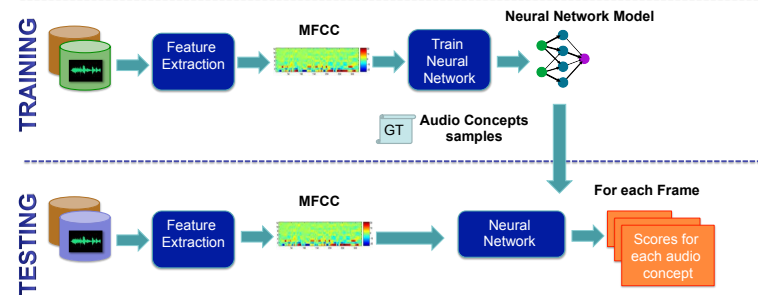 TRAINING
Feature
Extraction
MFCC
Train
Neural
Network
Neural Network Model
GT
Audio Concepts
samples
TESTING
Feature
Extraction
MFCC
Neural
Network
For each Frame
Scores for
each audio
concept